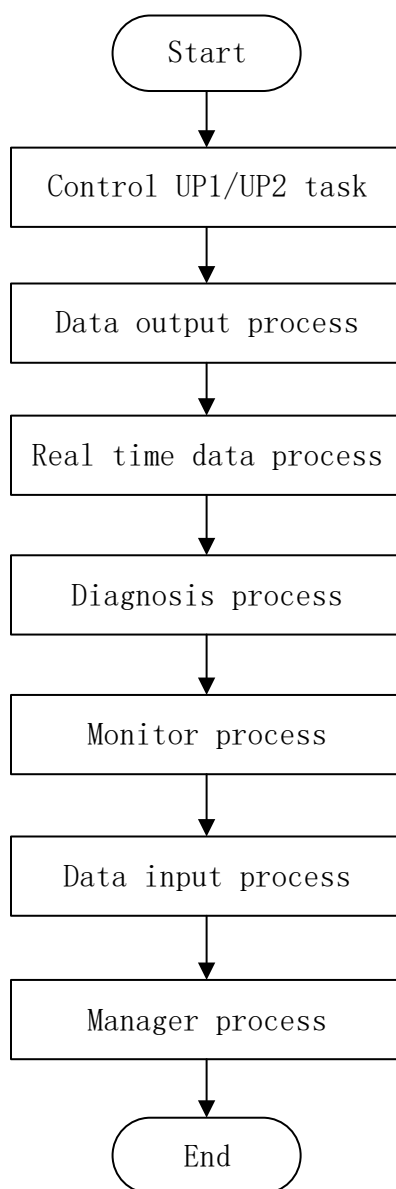 Start
Control UP1/UP2 task
Data output process
Real time data process
Diagnosis process
Monitor process
Data input process
Manager process
End